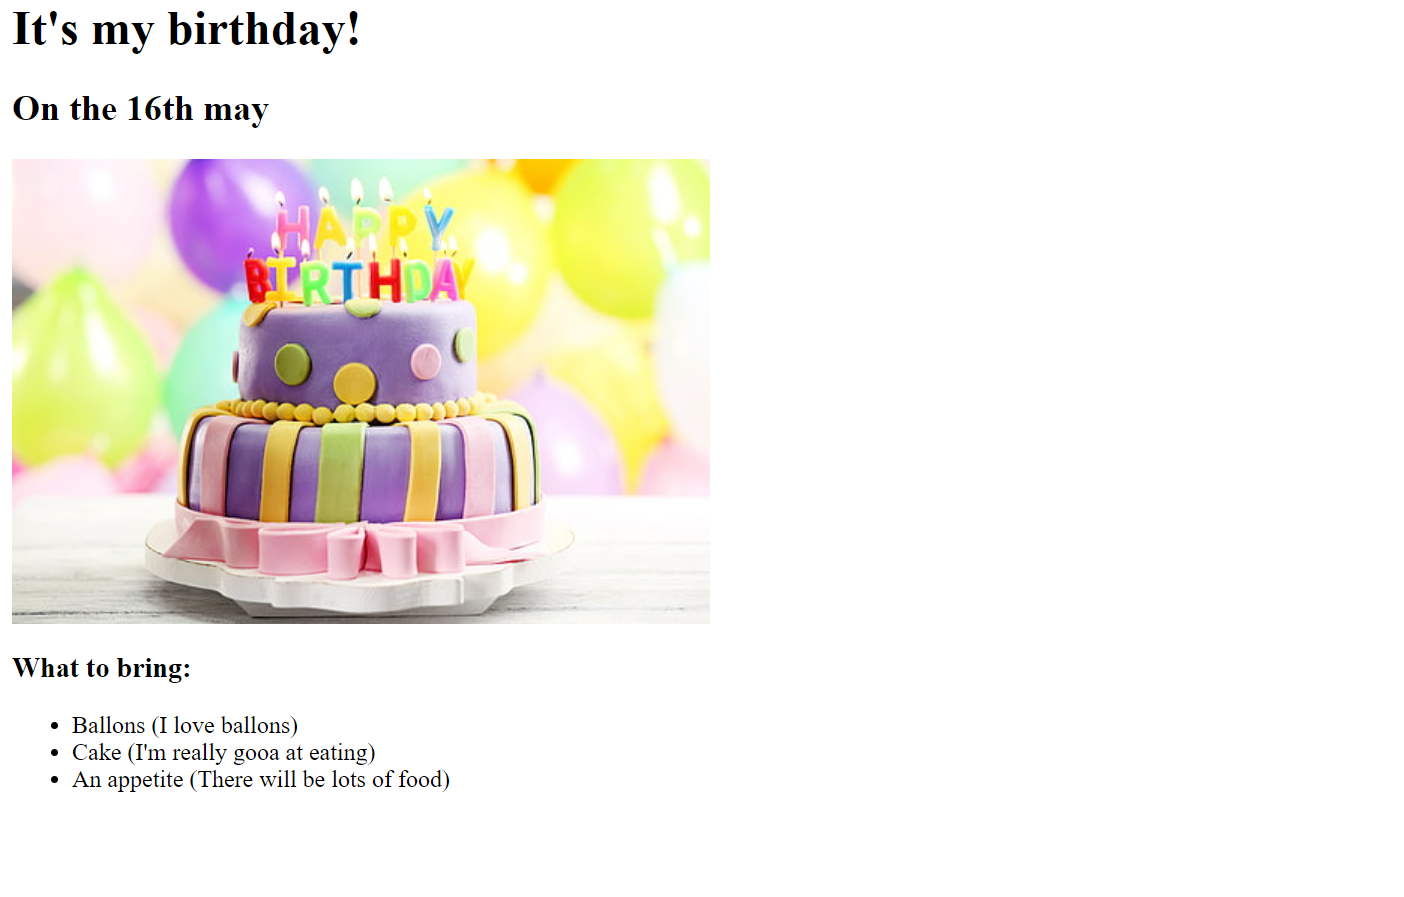 It's my birthday!
On the 16th may
HAPPY
BIRTHDAY
What to bring:
Ballons (I love ballons)
Cake (I'm really gooa at eating)
An appetite (There will be lots of food)